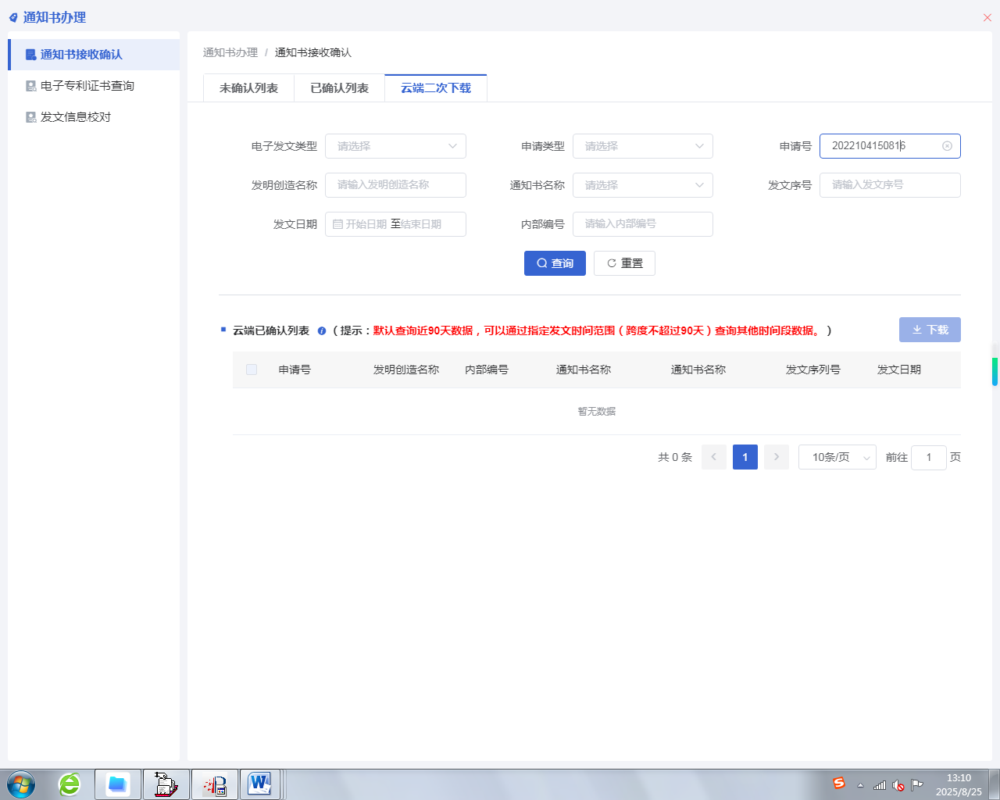 通知书办理
通知书接收确认
电子专利证书查询
发文信息校对
通知书办理 / 通知书接收确认
未确认列表 已确认列表 云端二次下载
电子发文类型 请选择 申请类型 请选择 申请号 2022104150816
发明创造名称 请输入发明创造名称 通知书名称 请选择 发文序号 请输入发文序号
发文日期 开始日期 至 结束日期 内部编号 请输入内部编号
查询 重置
云端已确认列表 i （提示：默认查询近90天数据，可以通过指定发文时间范围（跨度不超过90天）查询其他时间段数据。） 下载
申请号 发明创造名称 内部编号 通知书名称 通知书名称 发文序列号 发文日期
暂无数据
共 0 条 < 1 > 10条/页 前往 1 页
13:10
2025/8/25